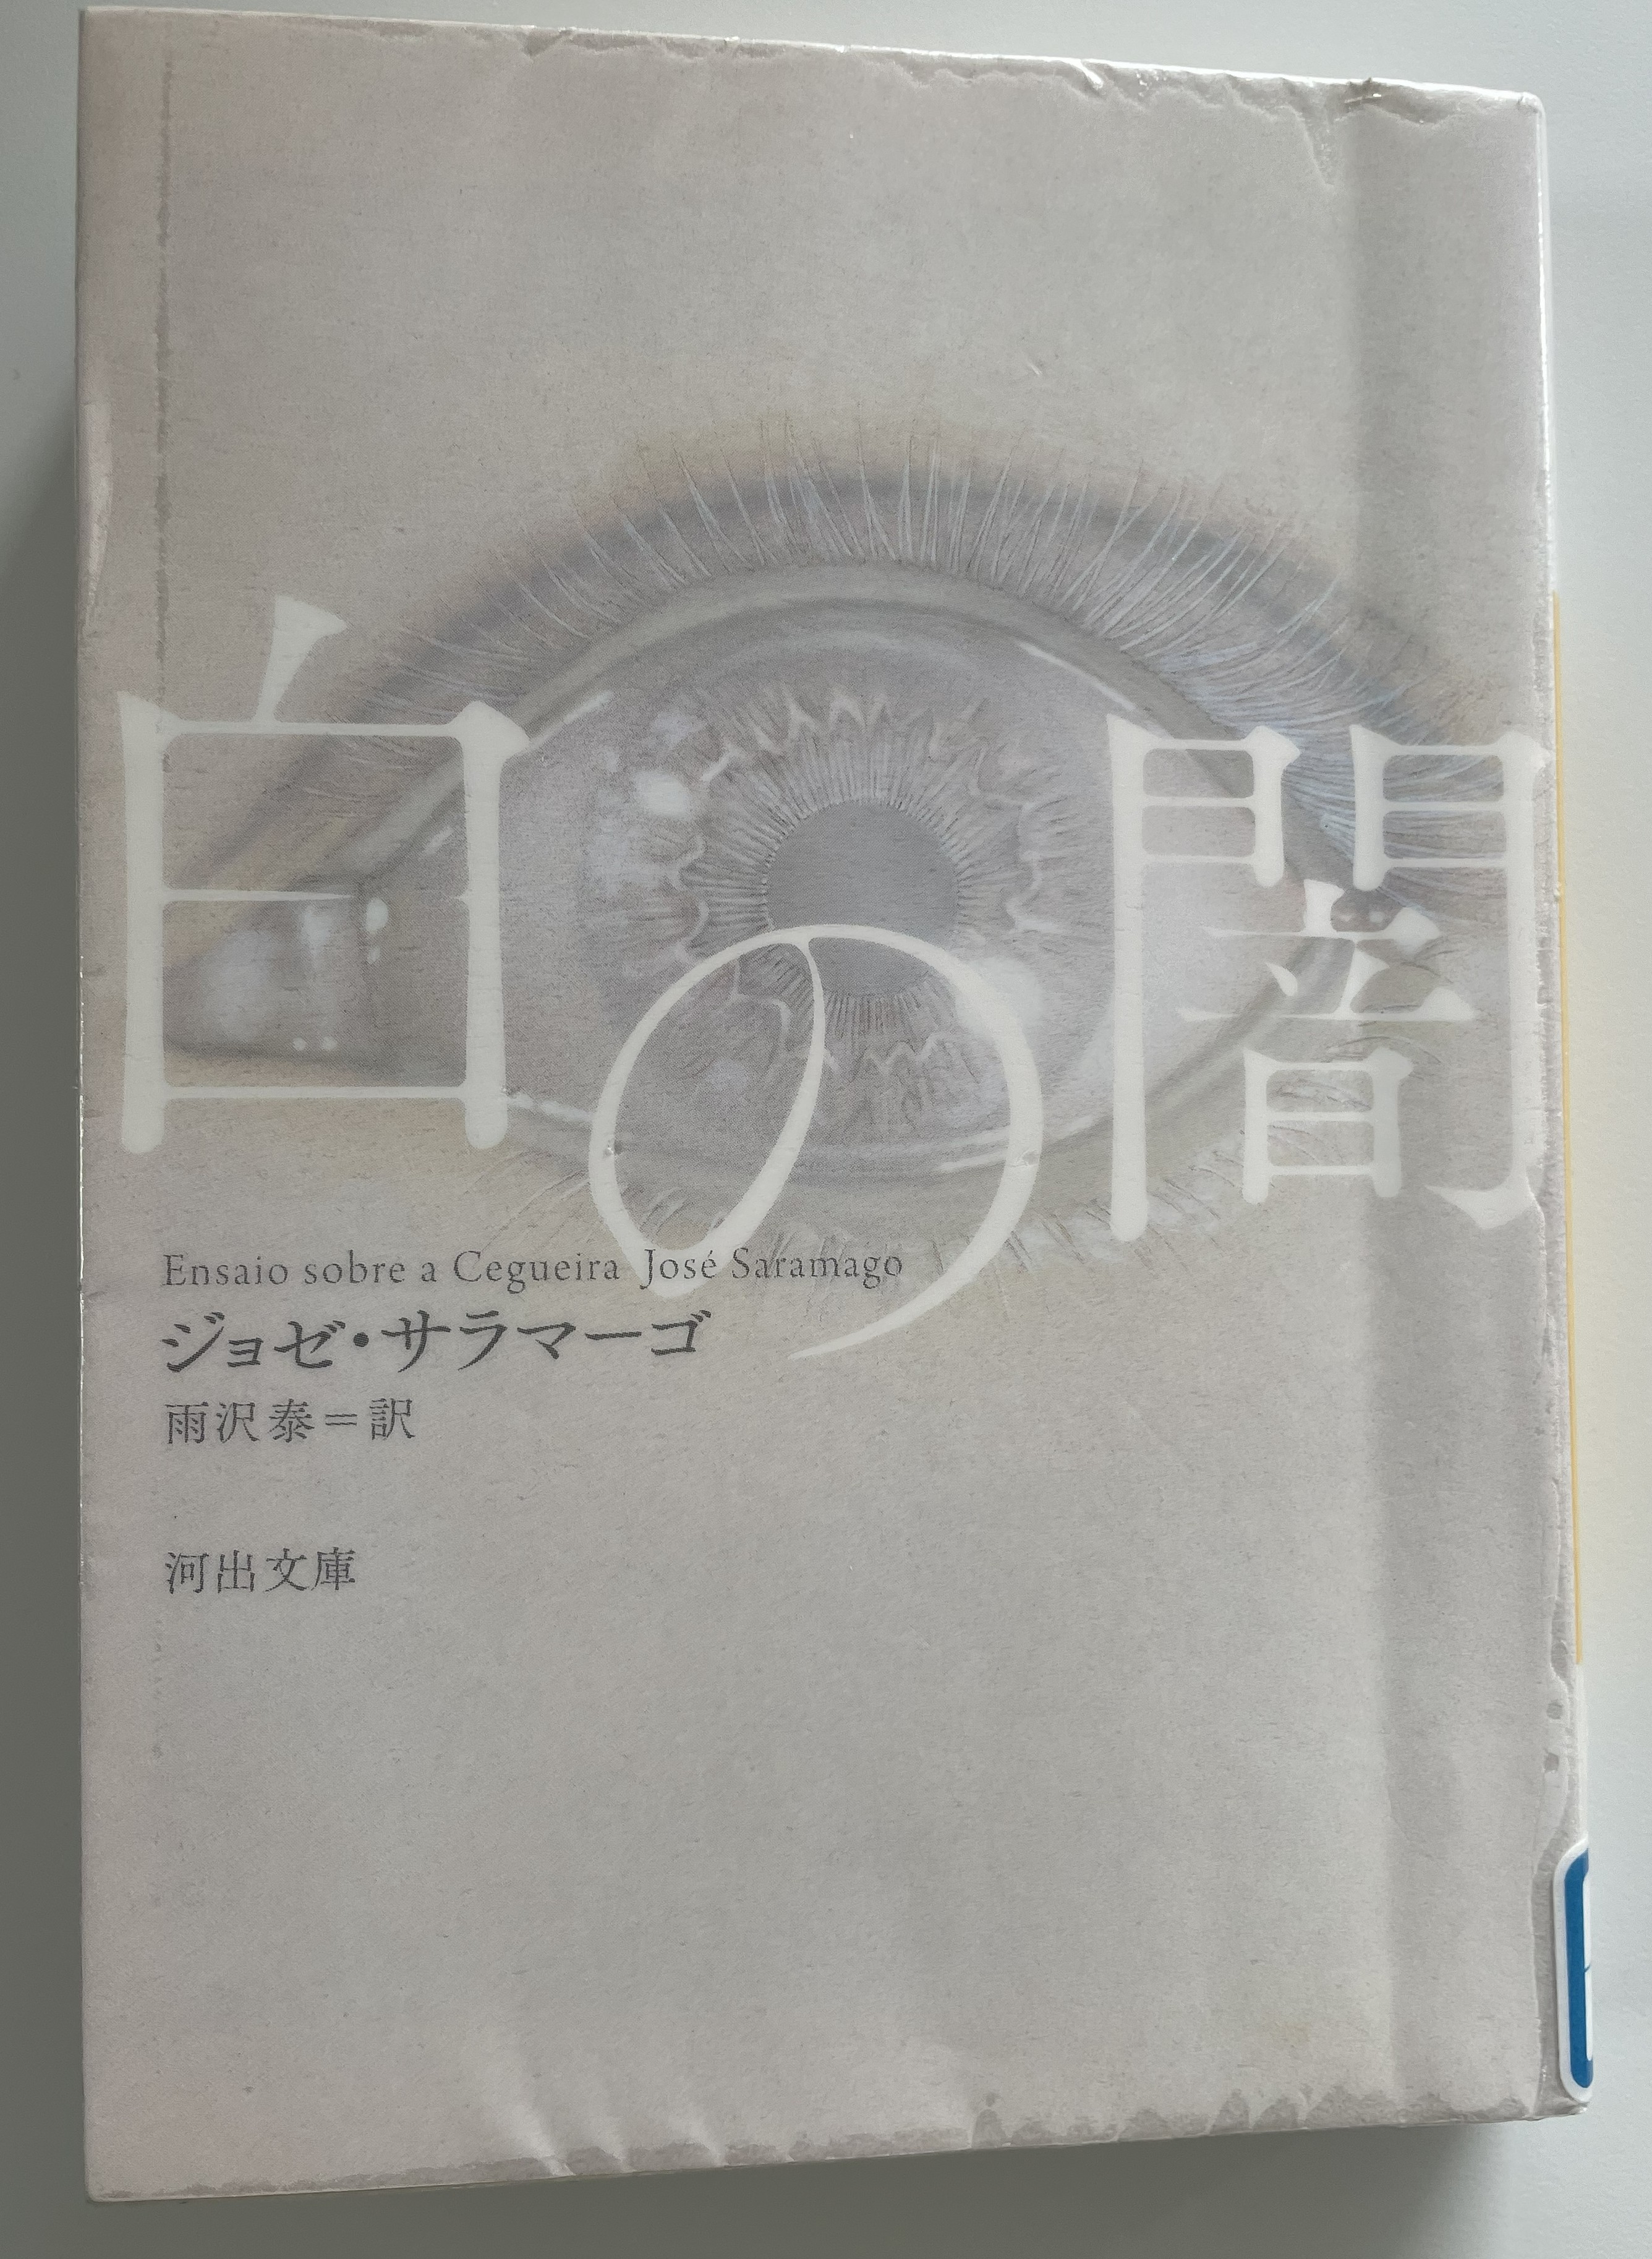 白の闇
Ensaio sobre a Cegueira José Saramago
ジョゼ・サラマーゴ
雨沢泰＝訳
河出文庫